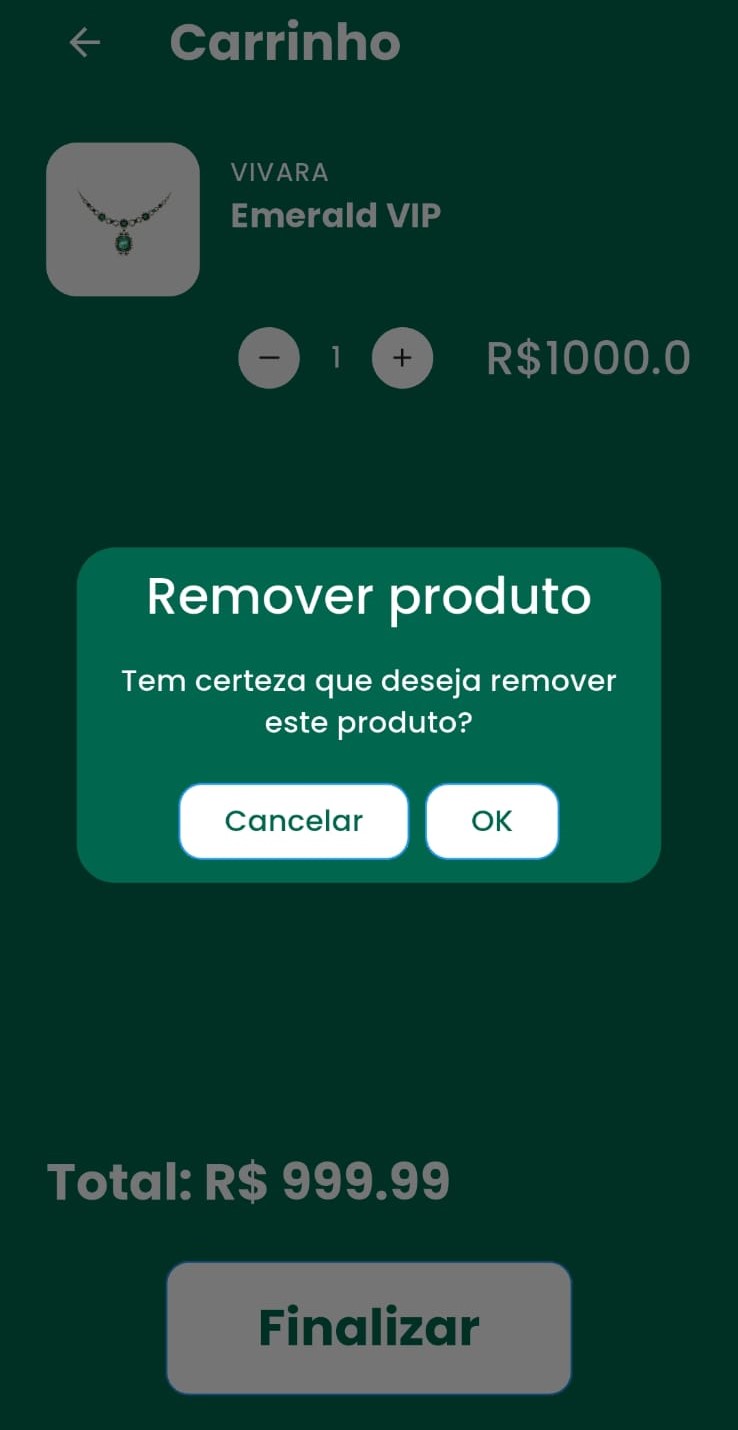 Carrinho
VIVARA
Emerald VIP
− 1 + R$1000.0
Remover produto
Tem certeza que deseja remover
este produto?
Cancelar OK
Total: R$ 999.99
Finalizar